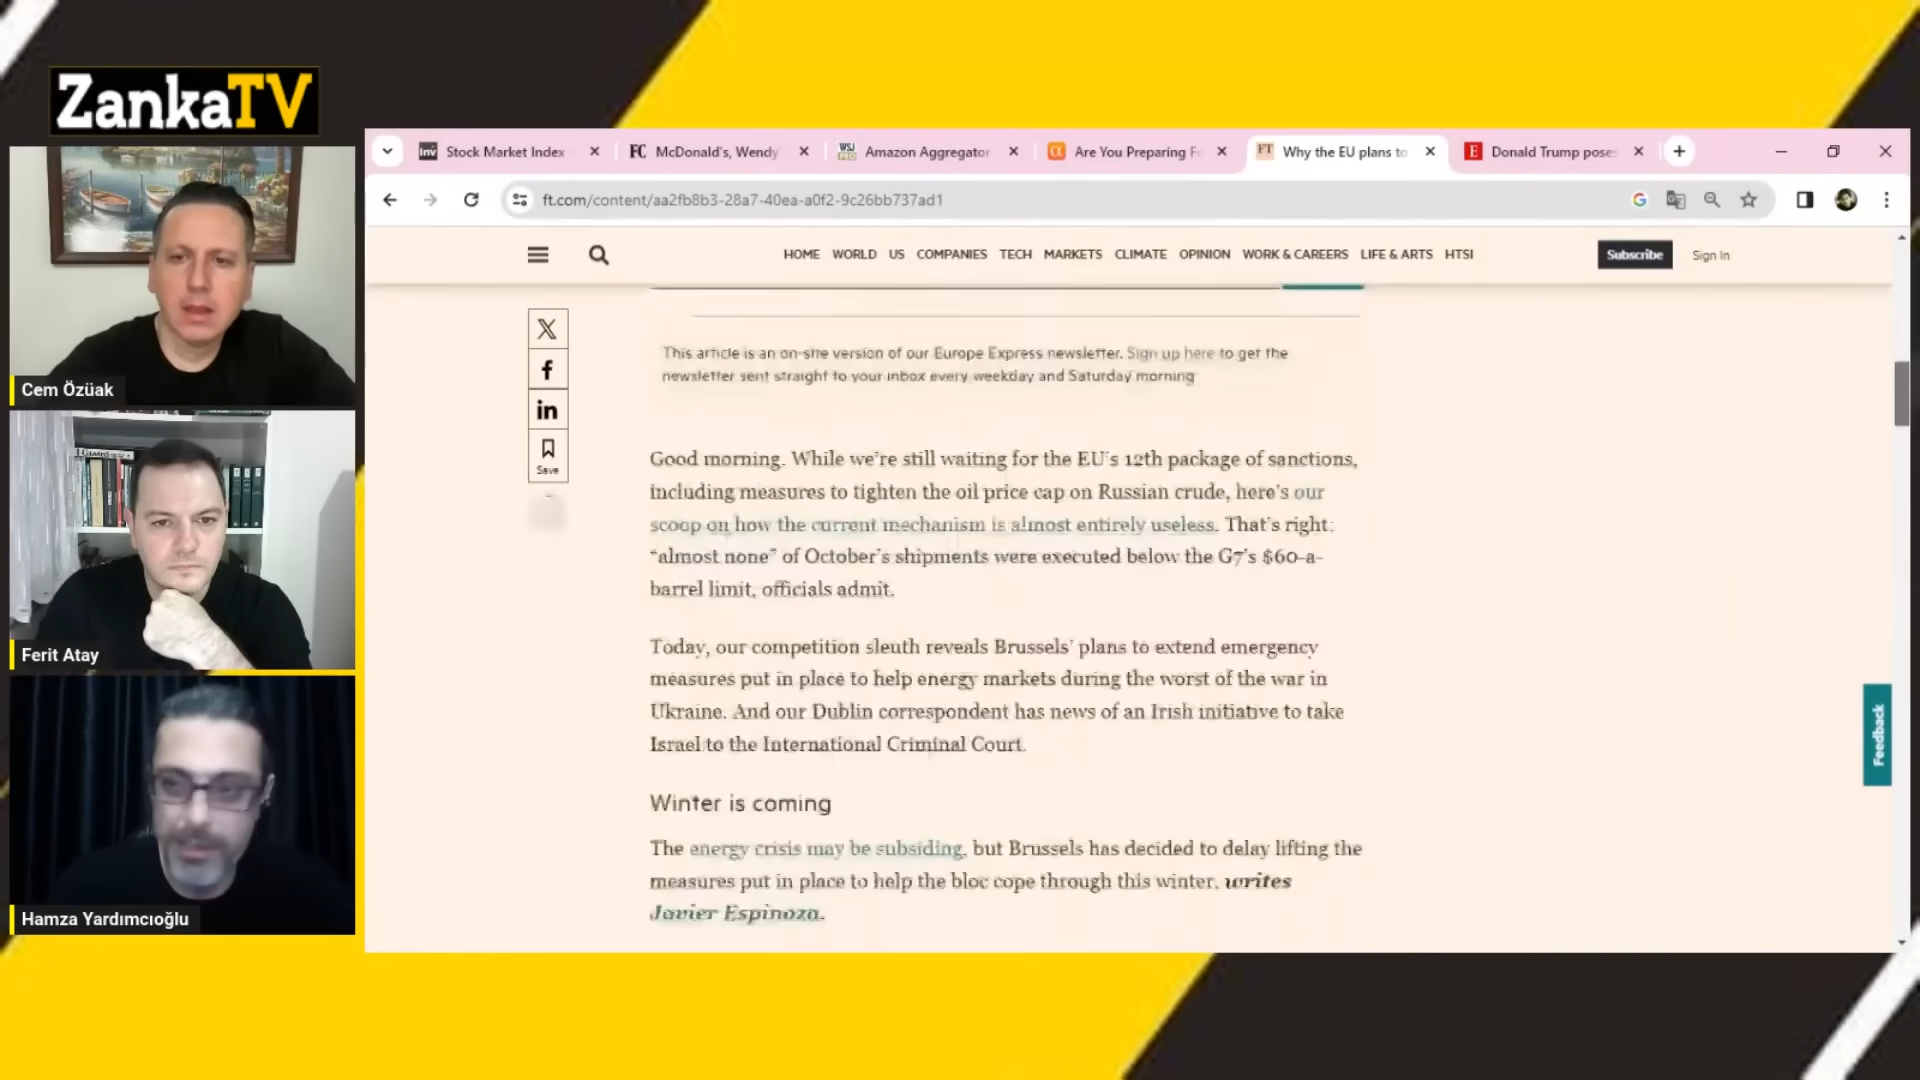 ZankaTV
Stock Market Index
FC McDonald's, Wendy
WSJ PRO Amazon Aggregator
Are You Preparing F
FT Why the EU plans to
E Donald Trump poses
ft.com/content/aa2fb8b3-28a7-40ea-a0f2-9c26bb737ad1
HOME WORLD US COMPANIES TECH MARKETS CLIMATE OPINION WORK & CAREERS LIFE & ARTS HTSI
Subscribe
Sign In
Save
This article is an on-site version of our Europe Express newsletter. Sign up here to get the
newsletter sent straight to your inbox every weekday and Saturday morning
Good morning. While we're still waiting for the EU's 12th package of sanctions,
including measures to tighten the oil price cap on Russian crude, here's our
scoop on how the current mechanism is almost entirely useless. That's right:
“almost none” of October's shipments were executed below the G7's $60-a-
barrel limit, officials admit.
Today, our competition sleuth reveals Brussels' plans to extend emergency
measures put in place to help energy markets during the worst of the war in
Ukraine. And our Dublin correspondent has news of an Irish initiative to take
Israel to the International Criminal Court.
Winter is coming
The energy crisis may be subsiding, but Brussels has decided to delay lifting the
measures put in place to help the bloc cope through this winter, writes
Javier Espinoza.
Feedback
Cem Özüak
Ferit Atay
Hamza Yardımcıoğlu